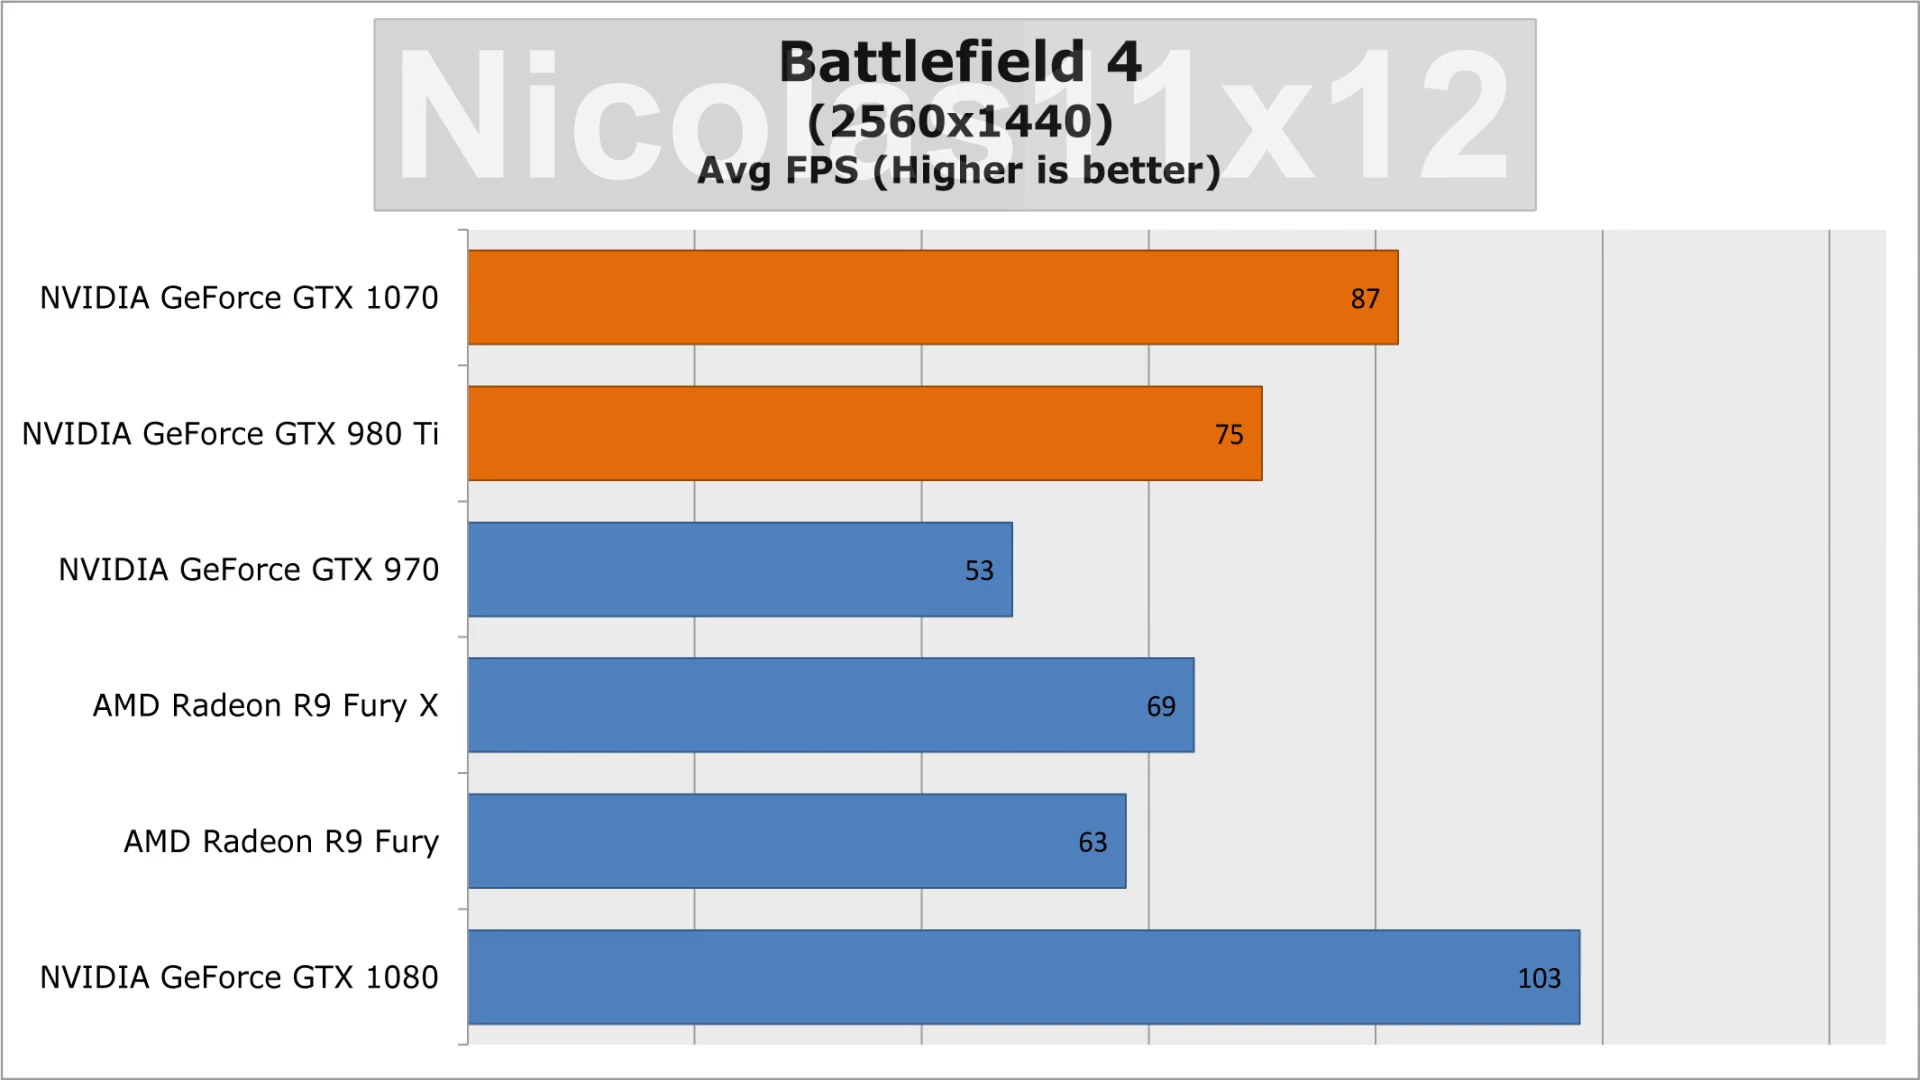 Nicolas11x12
Battlefield 4
(2560x1440)
Avg FPS (Higher is better)
NVIDIA GeForce GTX 1070
87
NVIDIA GeForce GTX 980 Ti
75
NVIDIA GeForce GTX 970
53
AMD Radeon R9 Fury X
69
AMD Radeon R9 Fury
63
NVIDIA GeForce GTX 1080
103